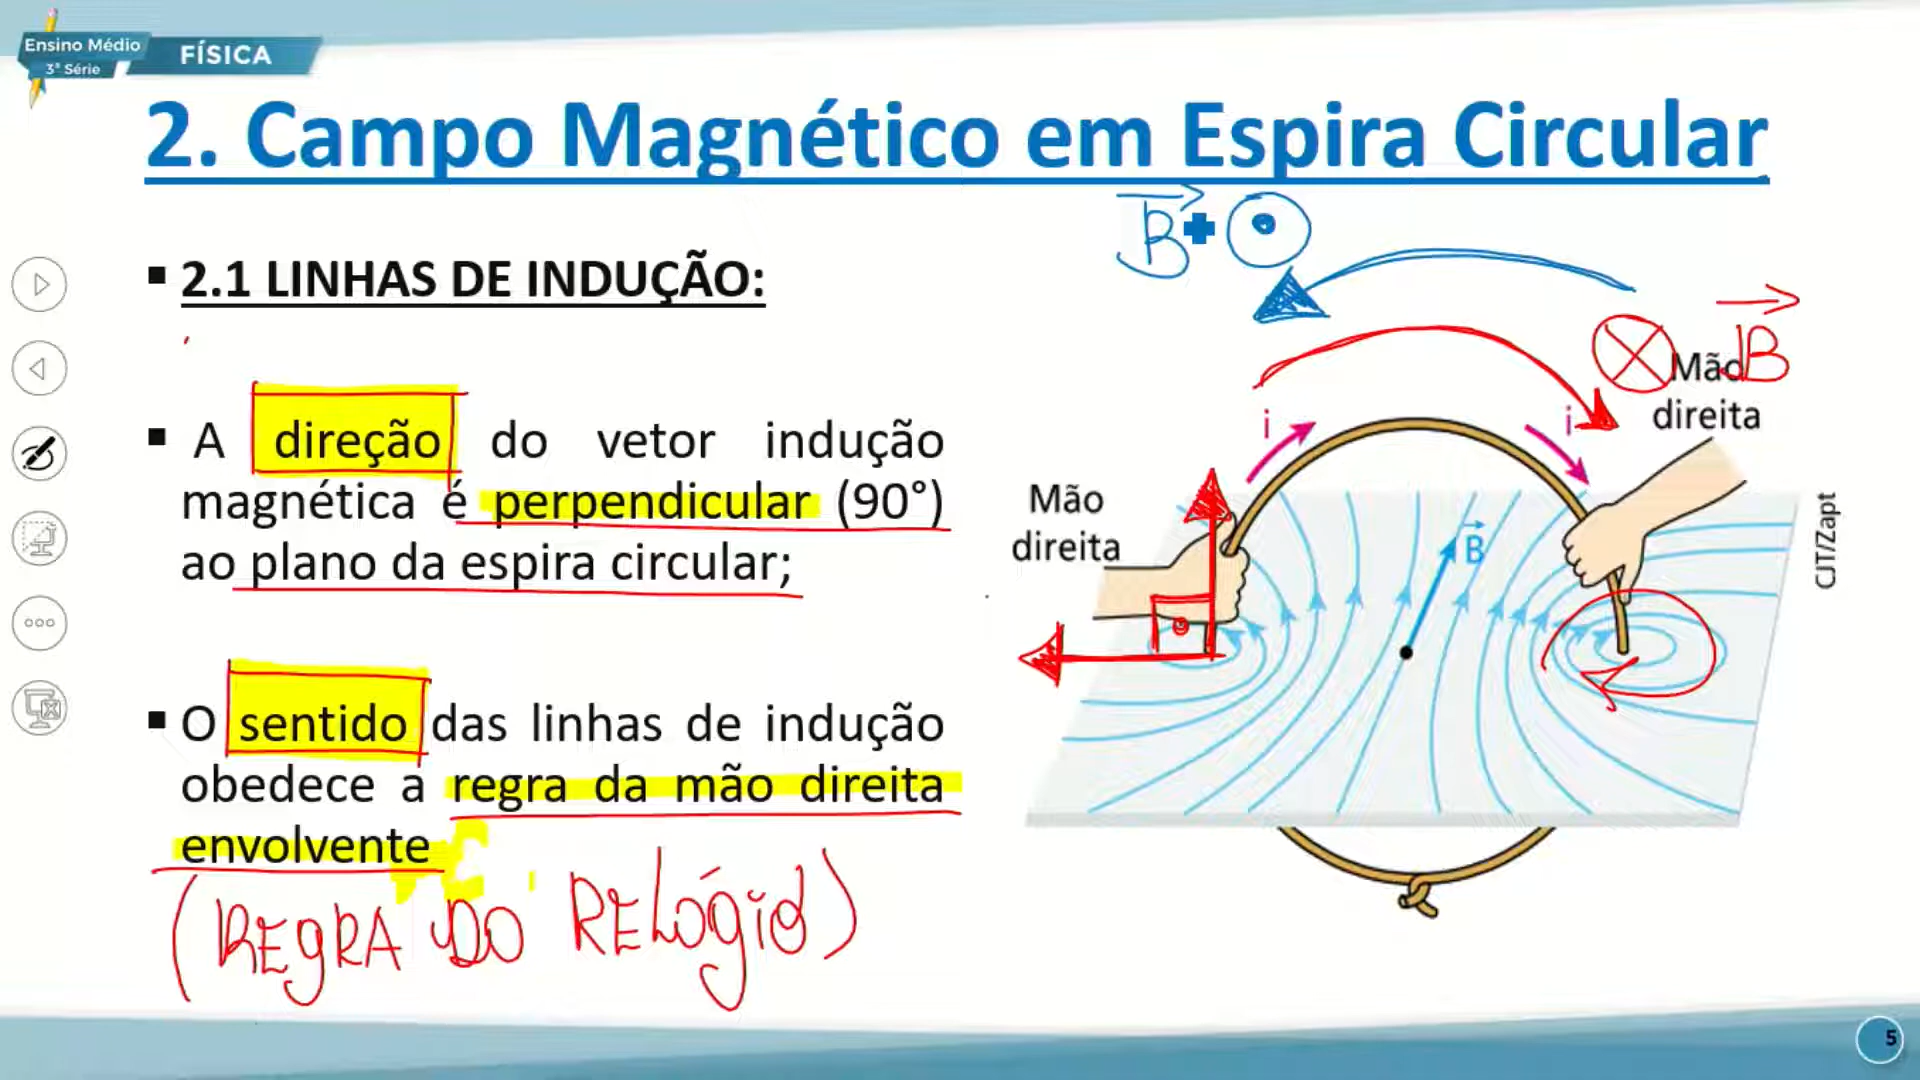 Ensino Médio
3ª Série
FÍSICA
2. Campo Magnético em Espira Circular
B
▪ 2.1 LINHAS DE INDUÇÃO:
B
Mão
direita
i
i
▪ A direção do vetor indução
magnética é perpendicular (90°)
ao plano da espira circular;
Mão
direita
B
CJT/Zapt
▪ O sentido das linhas de indução
obedece a regra da mão direita
envolvente
(REgRA DO RELógio)
5